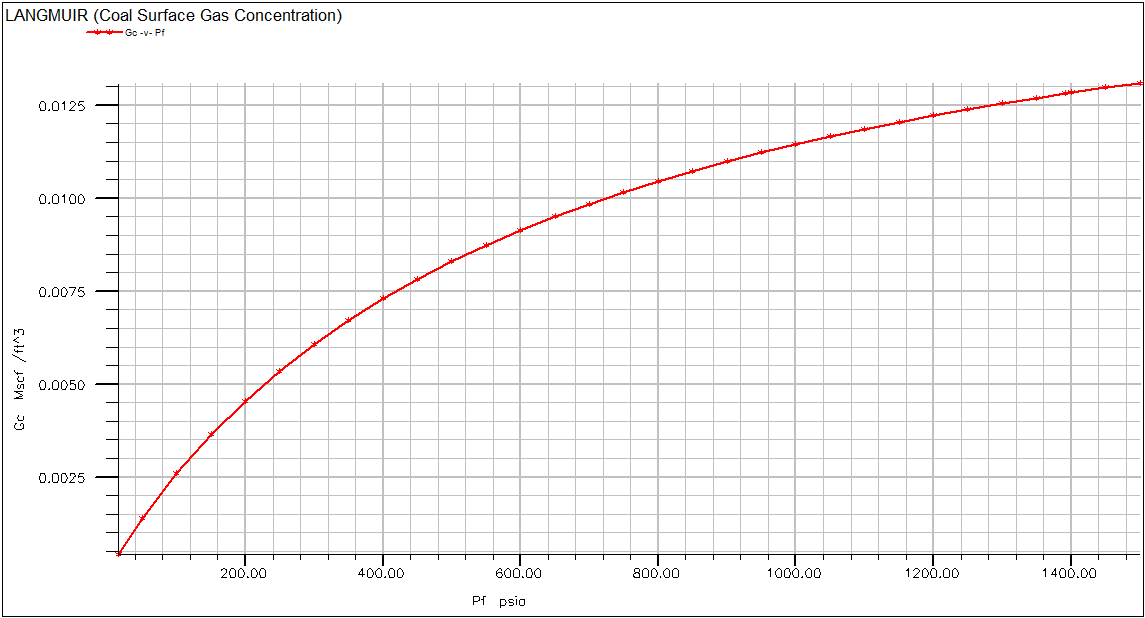 LANGMUIR (Coal Surface Gas Concentration)
Gc -v- Pf
0.0125
0.0100
0.0075
0.0050
0.0025
Gc Mscf /ft^3
200.00 400.00 600.00 800.00 1000.00 1200.00 1400.00
Pf psia